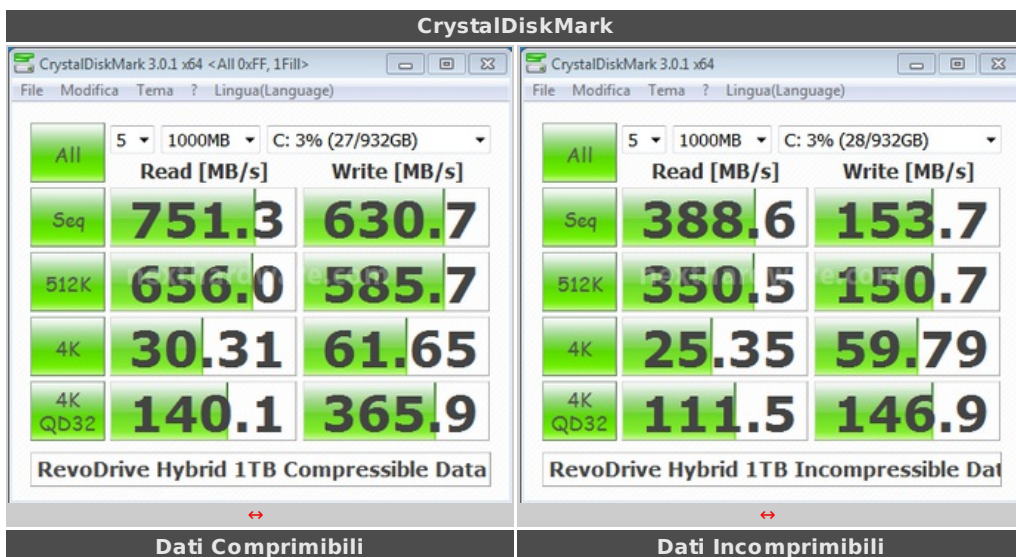 CrystalDiskMark
CrystalDiskMark 3.0.1 x64 <All 0xFF, 1Fill>
File Modifica Tema ? Lingua(Language)
All
5 1000MB C: 3% (27/932GB)
Read [MB/s] Write [MB/s]
Seq 751.3 630.7
512K 656.0 585.7
4K 30.31 61.65
4K QD32 140.1 365.9
RevoDrive Hybrid 1TB Compressible Data
↔
Dati Comprimibili
CrystalDiskMark 3.0.1 x64
File Modifica Tema ? Lingua(Language)
All
5 1000MB C: 3% (28/932GB)
Read [MB/s] Write [MB/s]
Seq 388.6 153.7
512K 350.5 150.7
4K 25.35 59.79
4K QD32 111.5 146.9
RevoDrive Hybrid 1TB Incompressible Dat
↔
Dati Incomprimibili